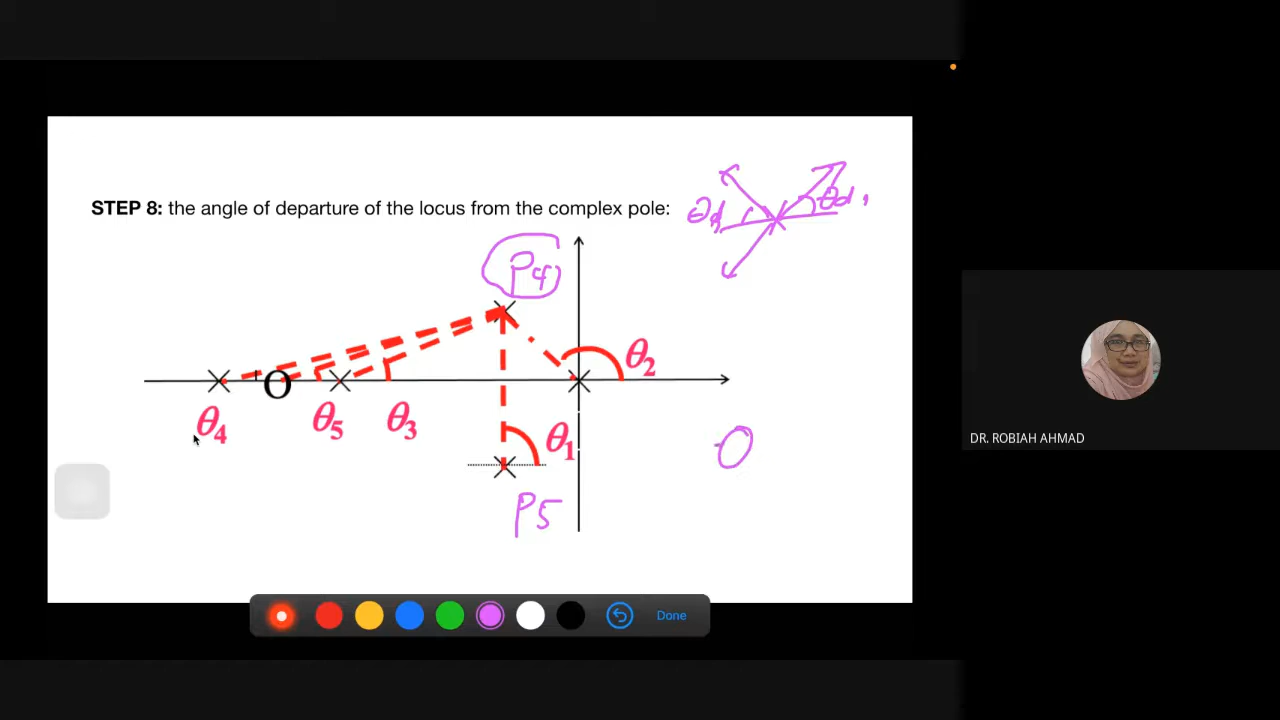 STEP 8: the angle of departure of the locus from the complex pole:
θd
θd1
P4
θ2
θ4
θ5
θ3
θ1
P5
DR. ROBIAH AHMAD
Done